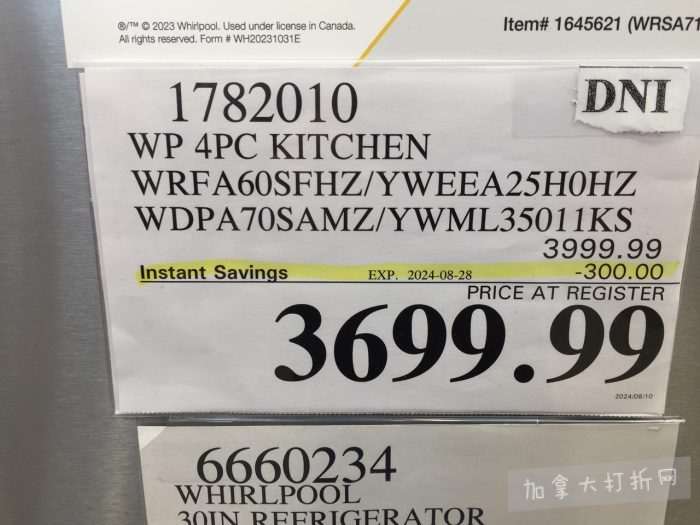 ®/™ © 2023 Whirlpool. Used under license in Canada.
All rights reserved. Form # WH20231031E
Item# 1645621 (WRSA71
1782010
DNI
WP 4PC KITCHEN
WRFA60SFHZ/YWEEA25H0HZ
WDPA70SAMZ/YWML35011KS
3999.99
Instant Savings EXP. 2024-08-28 -300.00
PRICE AT REGISTER
3699.99
2024/08/10
6660234
WHIRLPOOL
30IN REFRIGERATOR
加拿大打折网